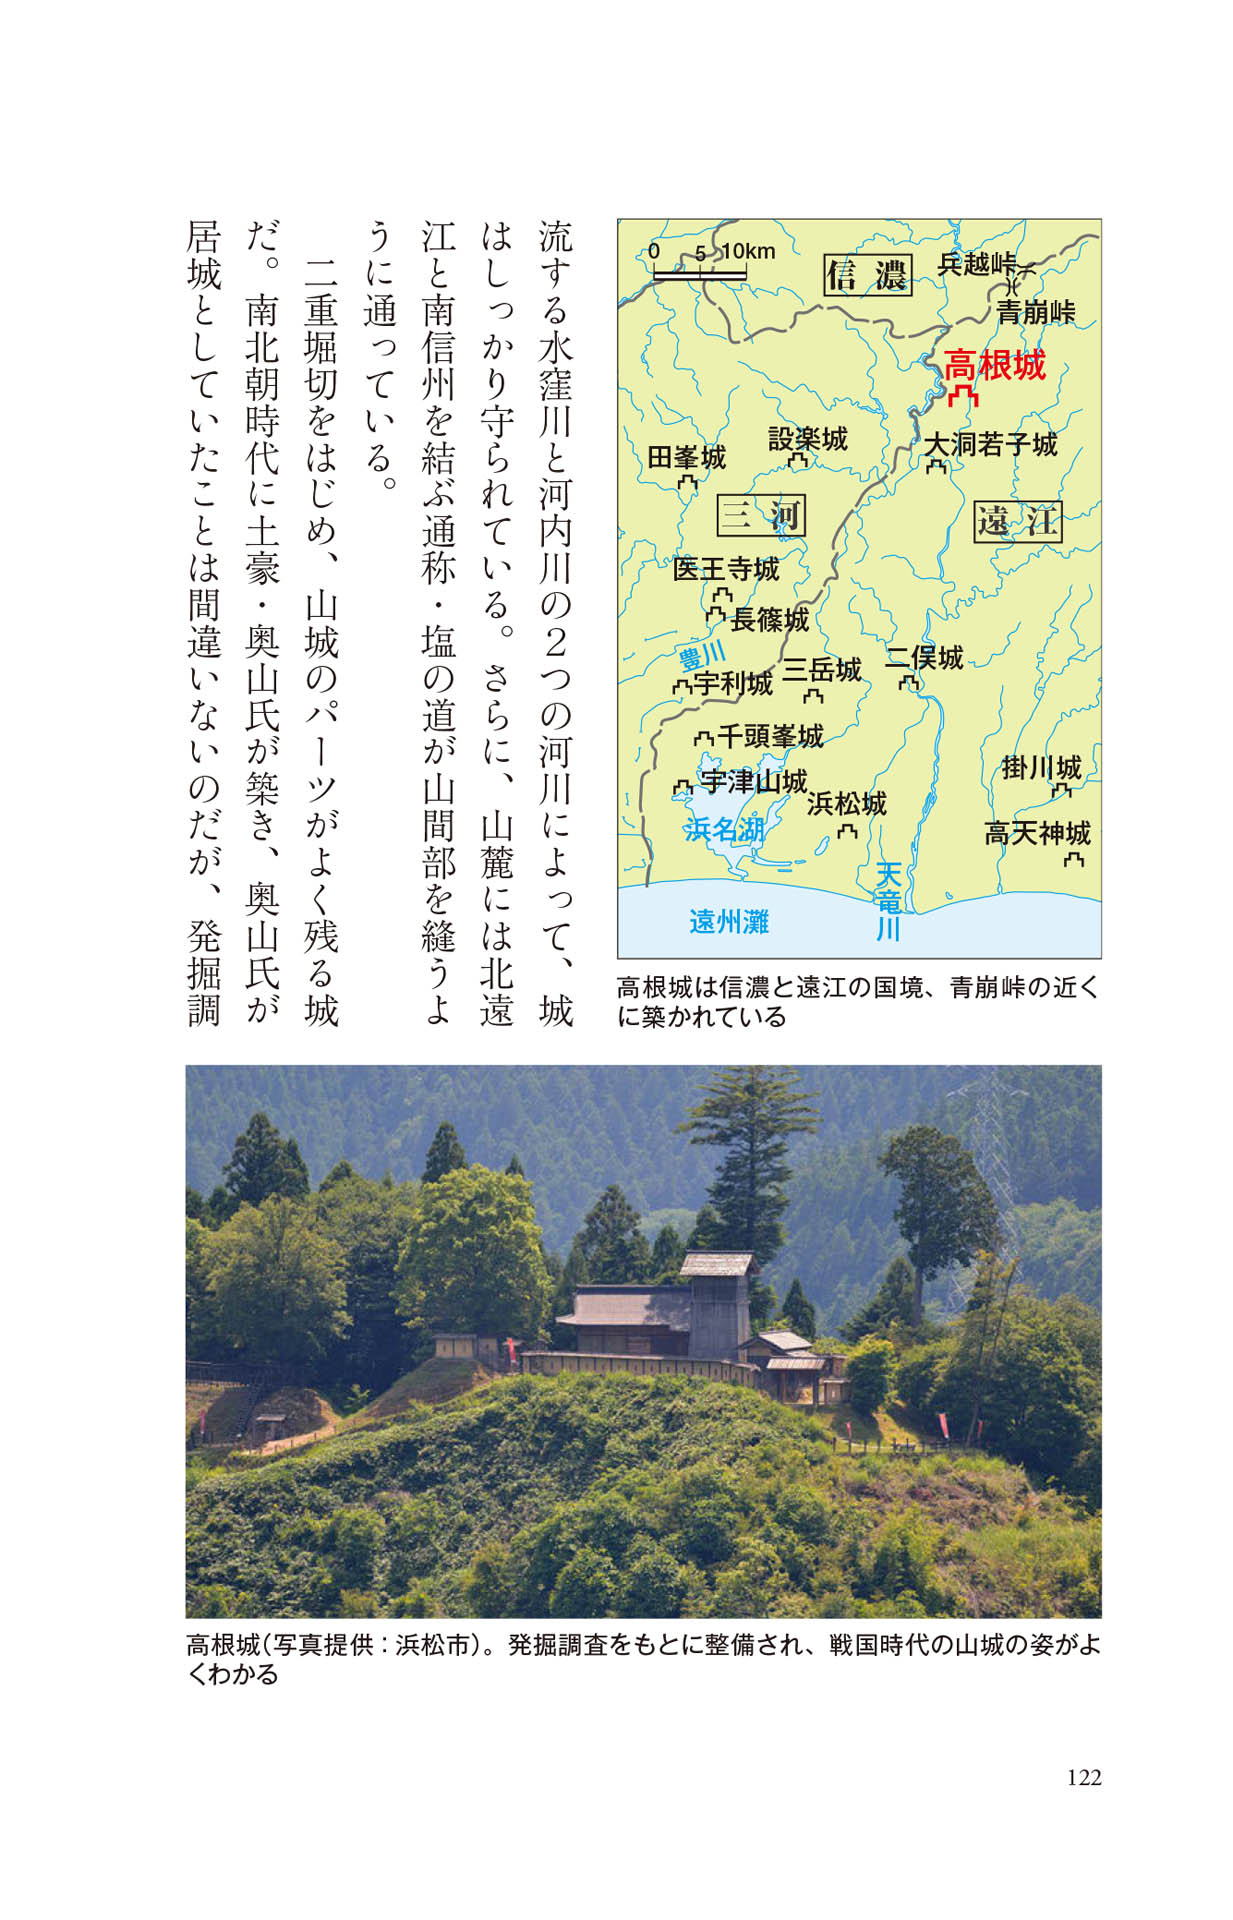 0 5 10km
信濃
兵越峠
青崩峠
高根城
設楽城
大洞若子城
田峯城
三河
遠江
医王寺城
長篠城
豊川
宇利城
三岳城
二俣城
千頭峯城
宇津山城
浜松城
掛川城
浜名湖
高天神城
天竜川
遠州灘
高根城は信濃と遠江の国境、青崩峠の近く
に築かれている
流する水窪川と河内川の2つの河川によって、城
はしっかり守られている。さらに、山麓には北遠
江と南信州を結ぶ通称・塩の道が山間部を縫うよ
うに通っている。
二重堀切をはじめ、山城のパーツがよく残る城
だ。南北朝時代に土豪・奥山氏が築き、奥山氏が
居城としていたことは間違いないのだが、発掘調
高根城（写真提供：浜松市）。発掘調査をもとに整備され、戦国時代の山城の姿がよ
くわかる
122